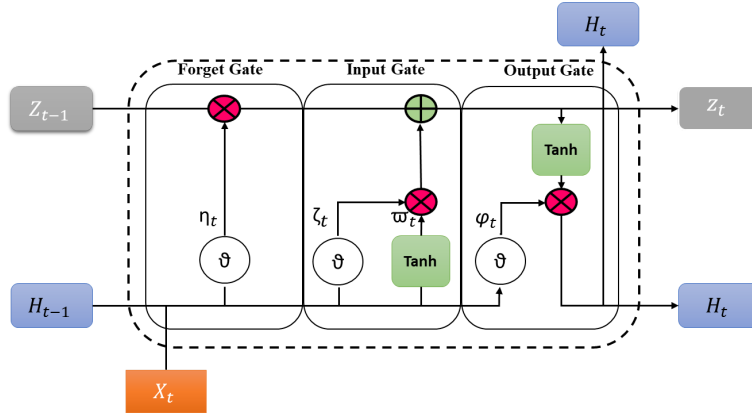 H_t
Forget Gate
Input Gate
Output Gate
Z_{t-1}
z_t
Tanh
η_t
ζ_t
ϖ_t
φ_t
ϑ
ϑ
Tanh
ϑ
H_{t-1}
H_t
X_t